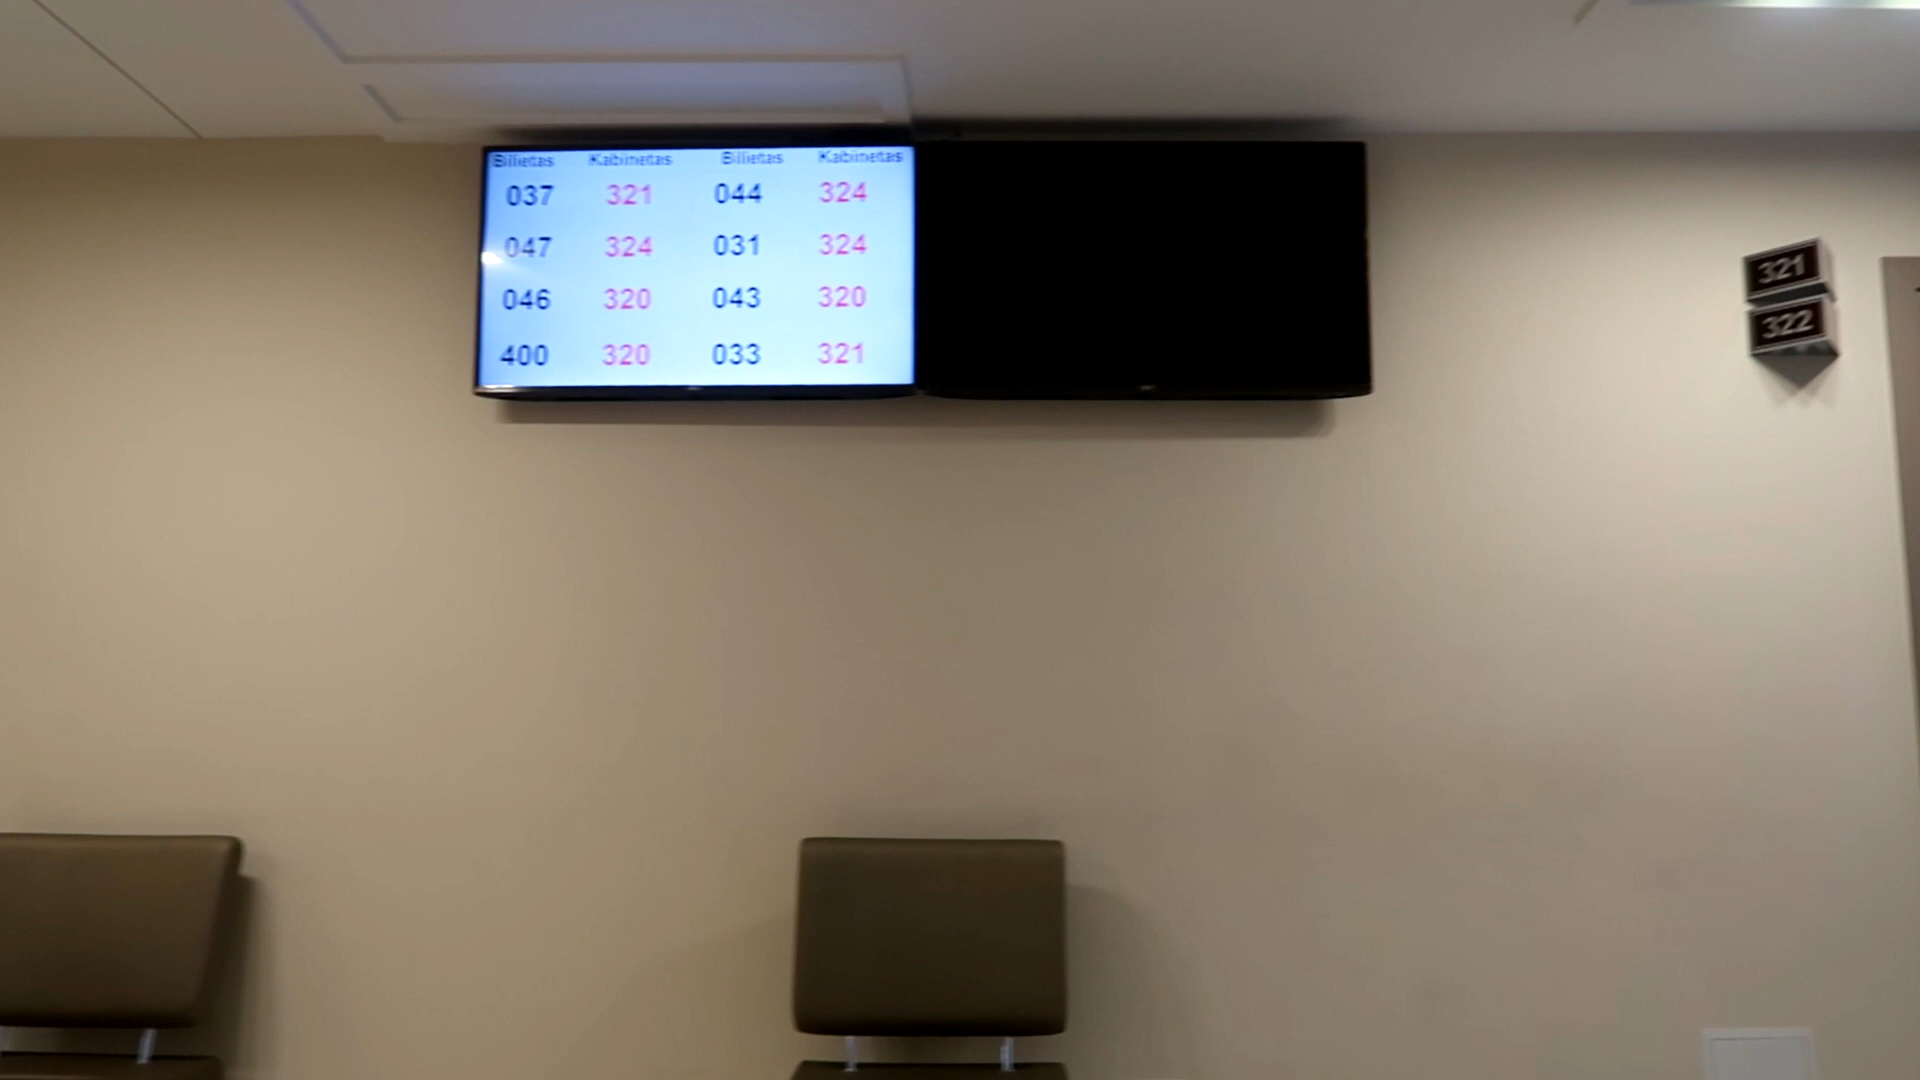 Bilietas Kabinetas Bilietas Kabinetas
037 321 044 324
047 324 031 324
046 320 043 320
400 320 033 321
321
322